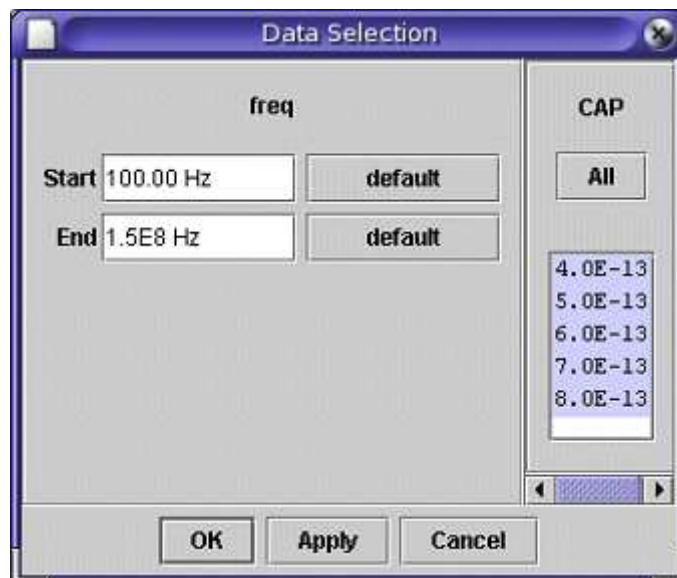 Data Selection
freq
Start 100.00 Hz default
End 1.5E8 Hz default
CAP
All
4.0E-13
5.0E-13
6.0E-13
7.0E-13
8.0E-13
OK Apply Cancel